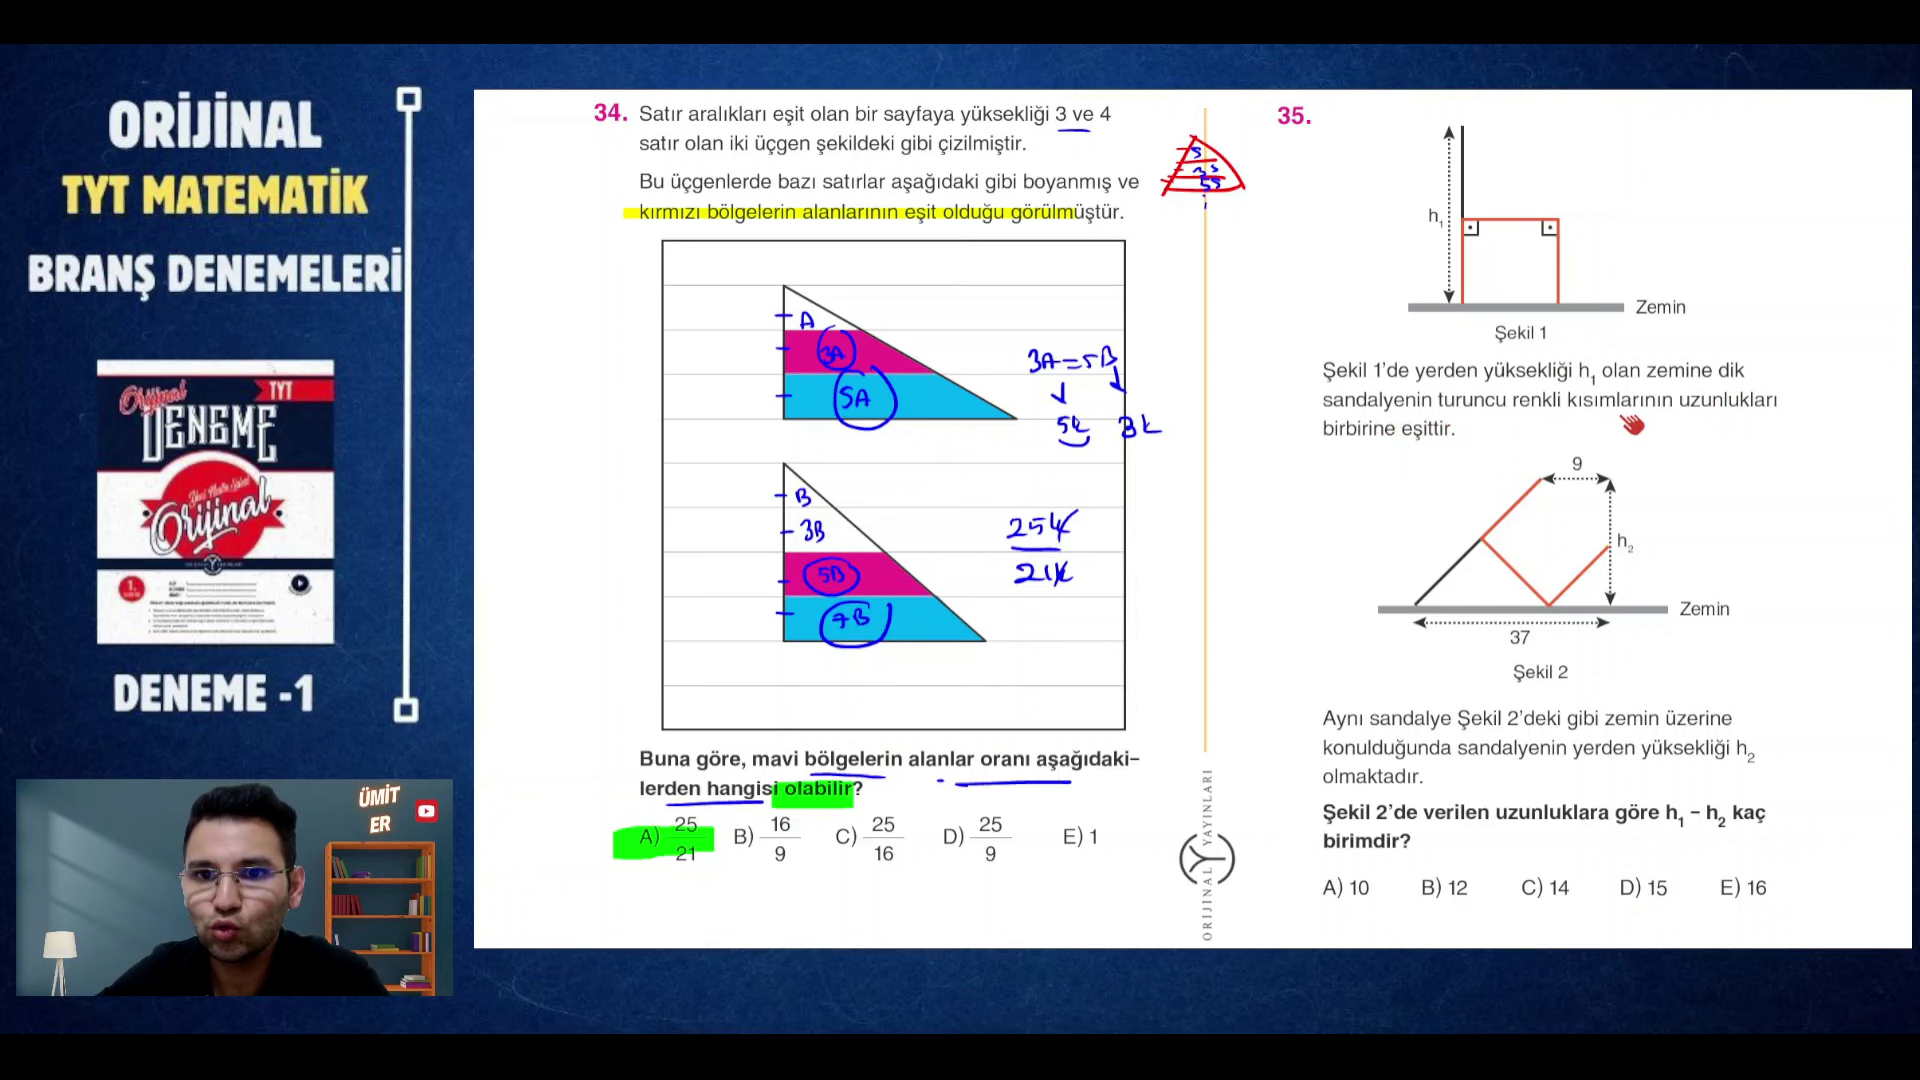 ORİJİNAL
TYT MATEMATİK
BRANŞ DENEMELERİ
TYT
Orijinal
DENEME
Orijinal
1.
DENEME -1
ÜMİT
ER
34. Satır aralıkları eşit olan bir sayfaya yüksekliği 3 ve 4
satır olan iki üçgen şekildeki gibi çizilmiştir.
Bu üçgenlerde bazı satırlar aşağıdaki gibi boyanmış ve
kırmızı bölgelerin alanlarının eşit olduğu görülmüştür.
S
3S
5S
A
3A
5A
3A=5B
5k 3k
B
3B
5B
7B
25k
21k
Buna göre, mavi bölgelerin alanlar oranı aşağıdaki-
lerden hangisi olabilir?
A) 25/21 B) 16/9 C) 25/16 D) 25/9 E) 1
ORİJİNAL YAYINLARI
35.
h1
Zemin
Şekil 1
Şekil 1’de yerden yüksekliği h1 olan zemine dik
sandalyenin turuncu renkli kısımlarının uzunlukları
birbirine eşittir.
9
h2
Zemin
37
Şekil 2
Aynı sandalye Şekil 2’deki gibi zemin üzerine
konulduğunda sandalyenin yerden yüksekliği h2
olmaktadır.
Şekil 2’de verilen uzunluklara göre h1 – h2 kaç
birimdir?
A) 10 B) 12 C) 14 D) 15 E) 16